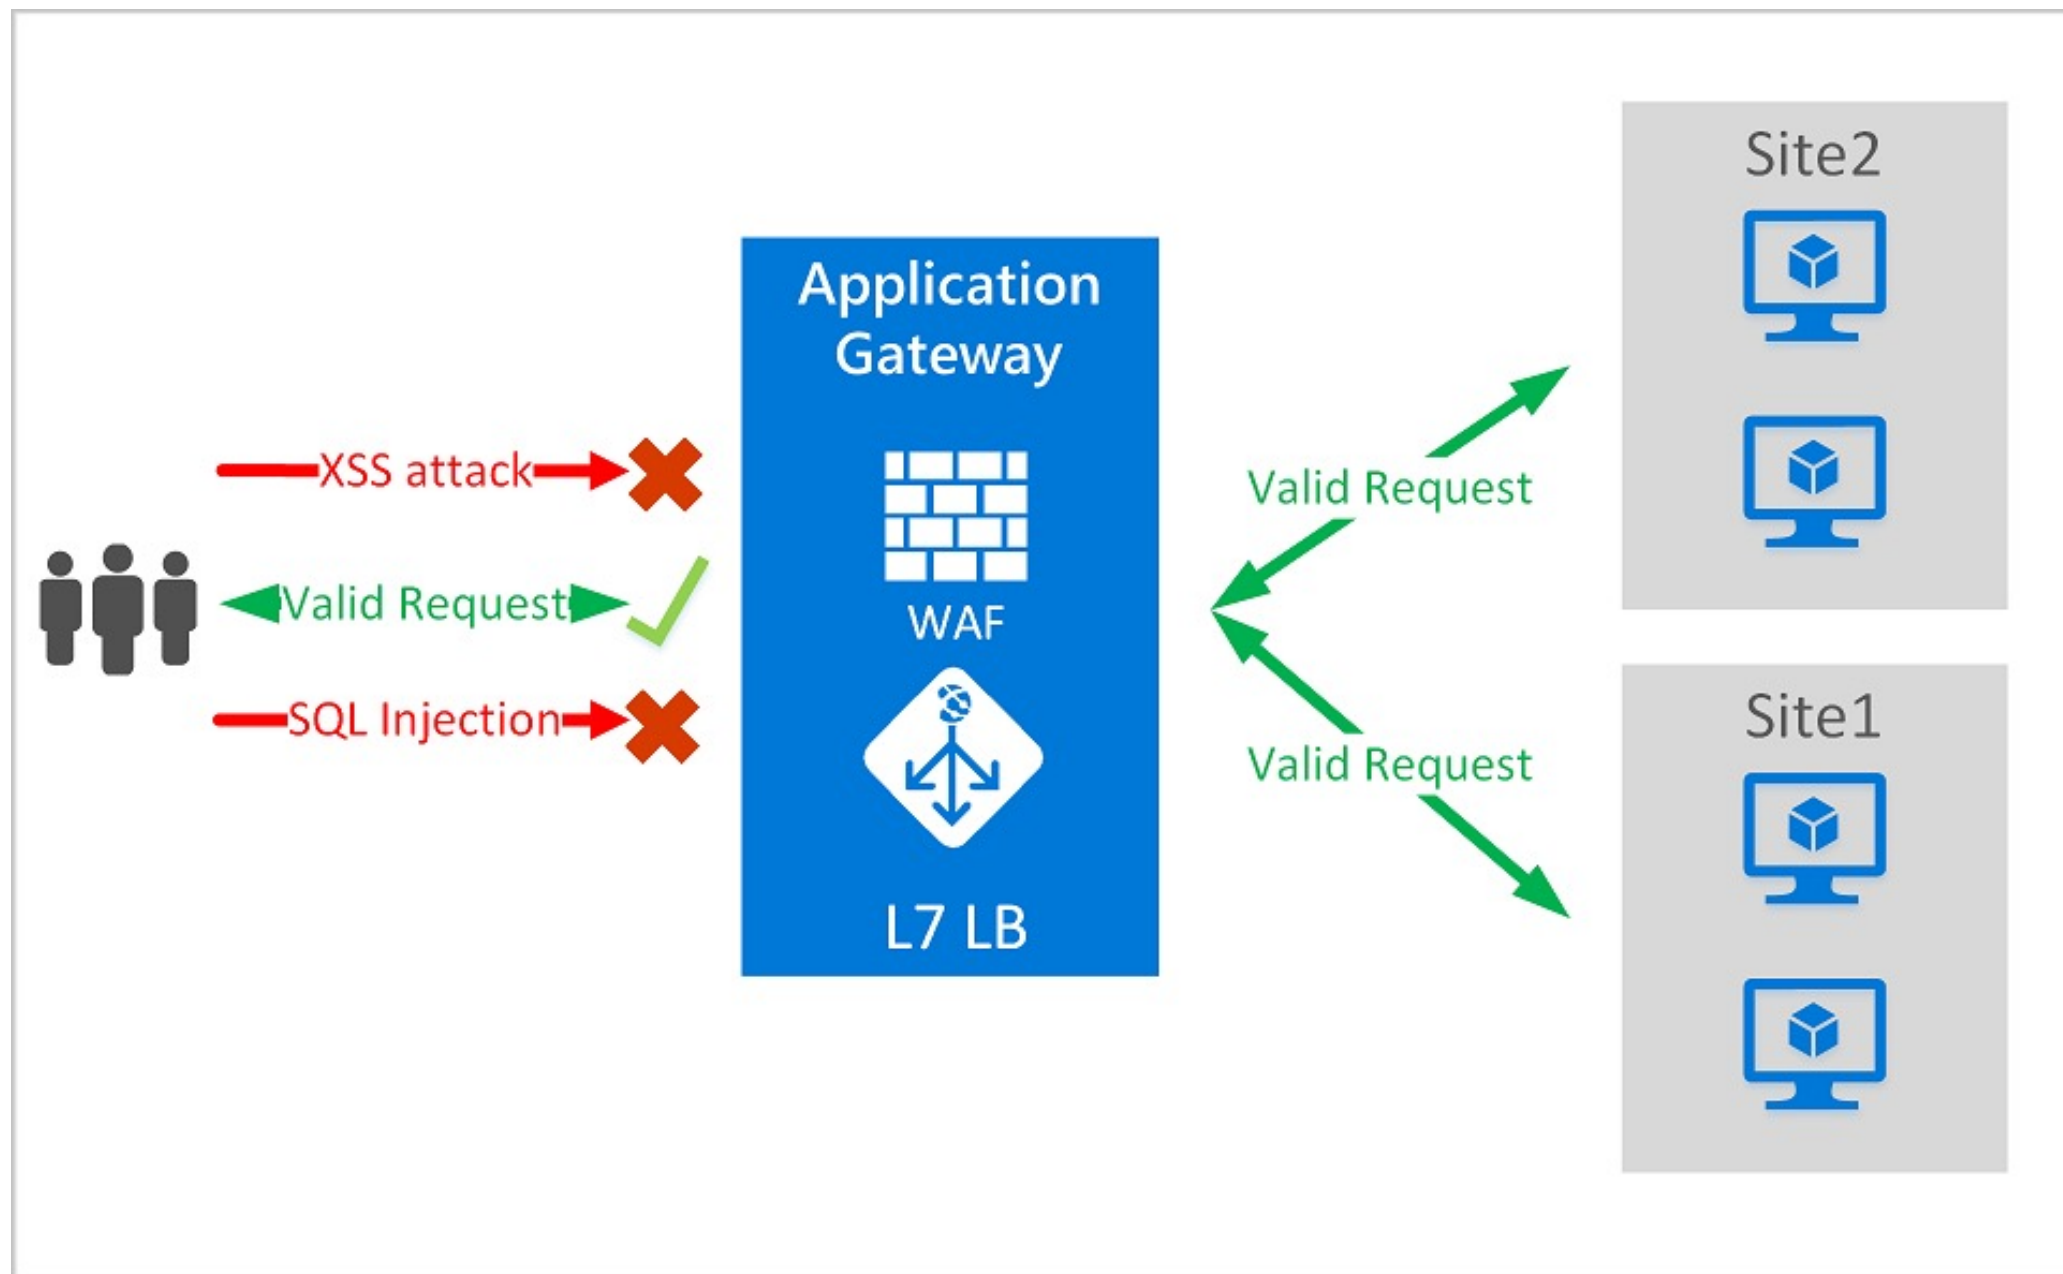 XSS attack
Valid Request
SQL Injection
Application
Gateway
WAF
L7 LB
Valid Request
Valid Request
Site2
Site1